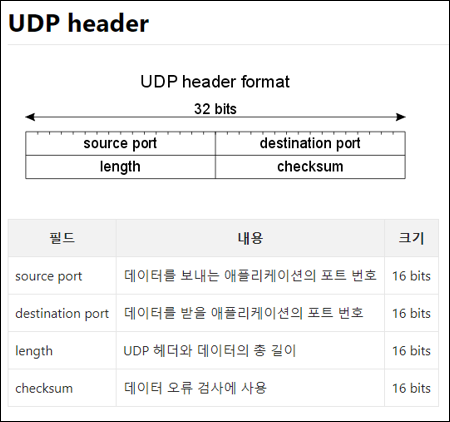 UDP header
UDP header format
32 bits
source port destination port
length checksum
필드 내용 크기
source port 데이터를 보내는 애플리케이션의 포트 번호 16 bits
destination port 데이터를 받을 애플리케이션의 포트 번호 16 bits
length UDP 헤더와 데이터의 총 길이 16 bits
checksum 데이터 오류 검사에 사용 16 bits